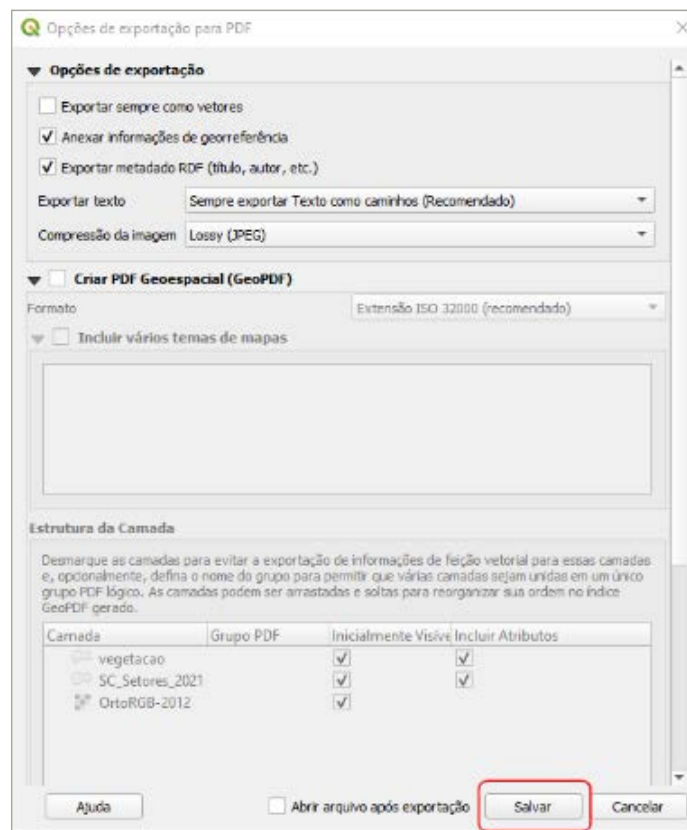 Opções de exportação para PDF
Opções de exportação
Exportar sempre como vetores
Anexar informações de georreferência
Exportar metadado RDF (título, autor, etc.)
Exportar texto Sempre exportar Texto como caminhos (Recomendado)
Compressão da imagem Lossy (JPEG)
Criar PDF Geoespacial (GeoPDF)
Formato Extensão ISO 32000 (recomendado)
Incluir vários temas de mapas
Estrutura da Camada
Desmarque as camadas para evitar a exportação de informações de feição vetorial para essas camadas
e, opcionalmente, defina o nome do grupo para permitir que várias camadas sejam unidas em um único
grupo PDF lógico. As camadas podem ser arrastadas e soltas para reorganizar sua ordem no índice
GeoPDF gerado.
Camada Grupo PDF Inicialmente Visíve Incluir Atributos
vegetacao
SC_Setores_2021
OrtoRGB-2012
Ajuda Abrir arquivo após exportação Salvar Cancelar